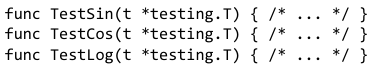 func TestSin(t *testing.T) { /* ... */ }
func TestCos(t *testing.T) { /* ... */ }
func TestLog(t *testing.T) { /* ... */ }